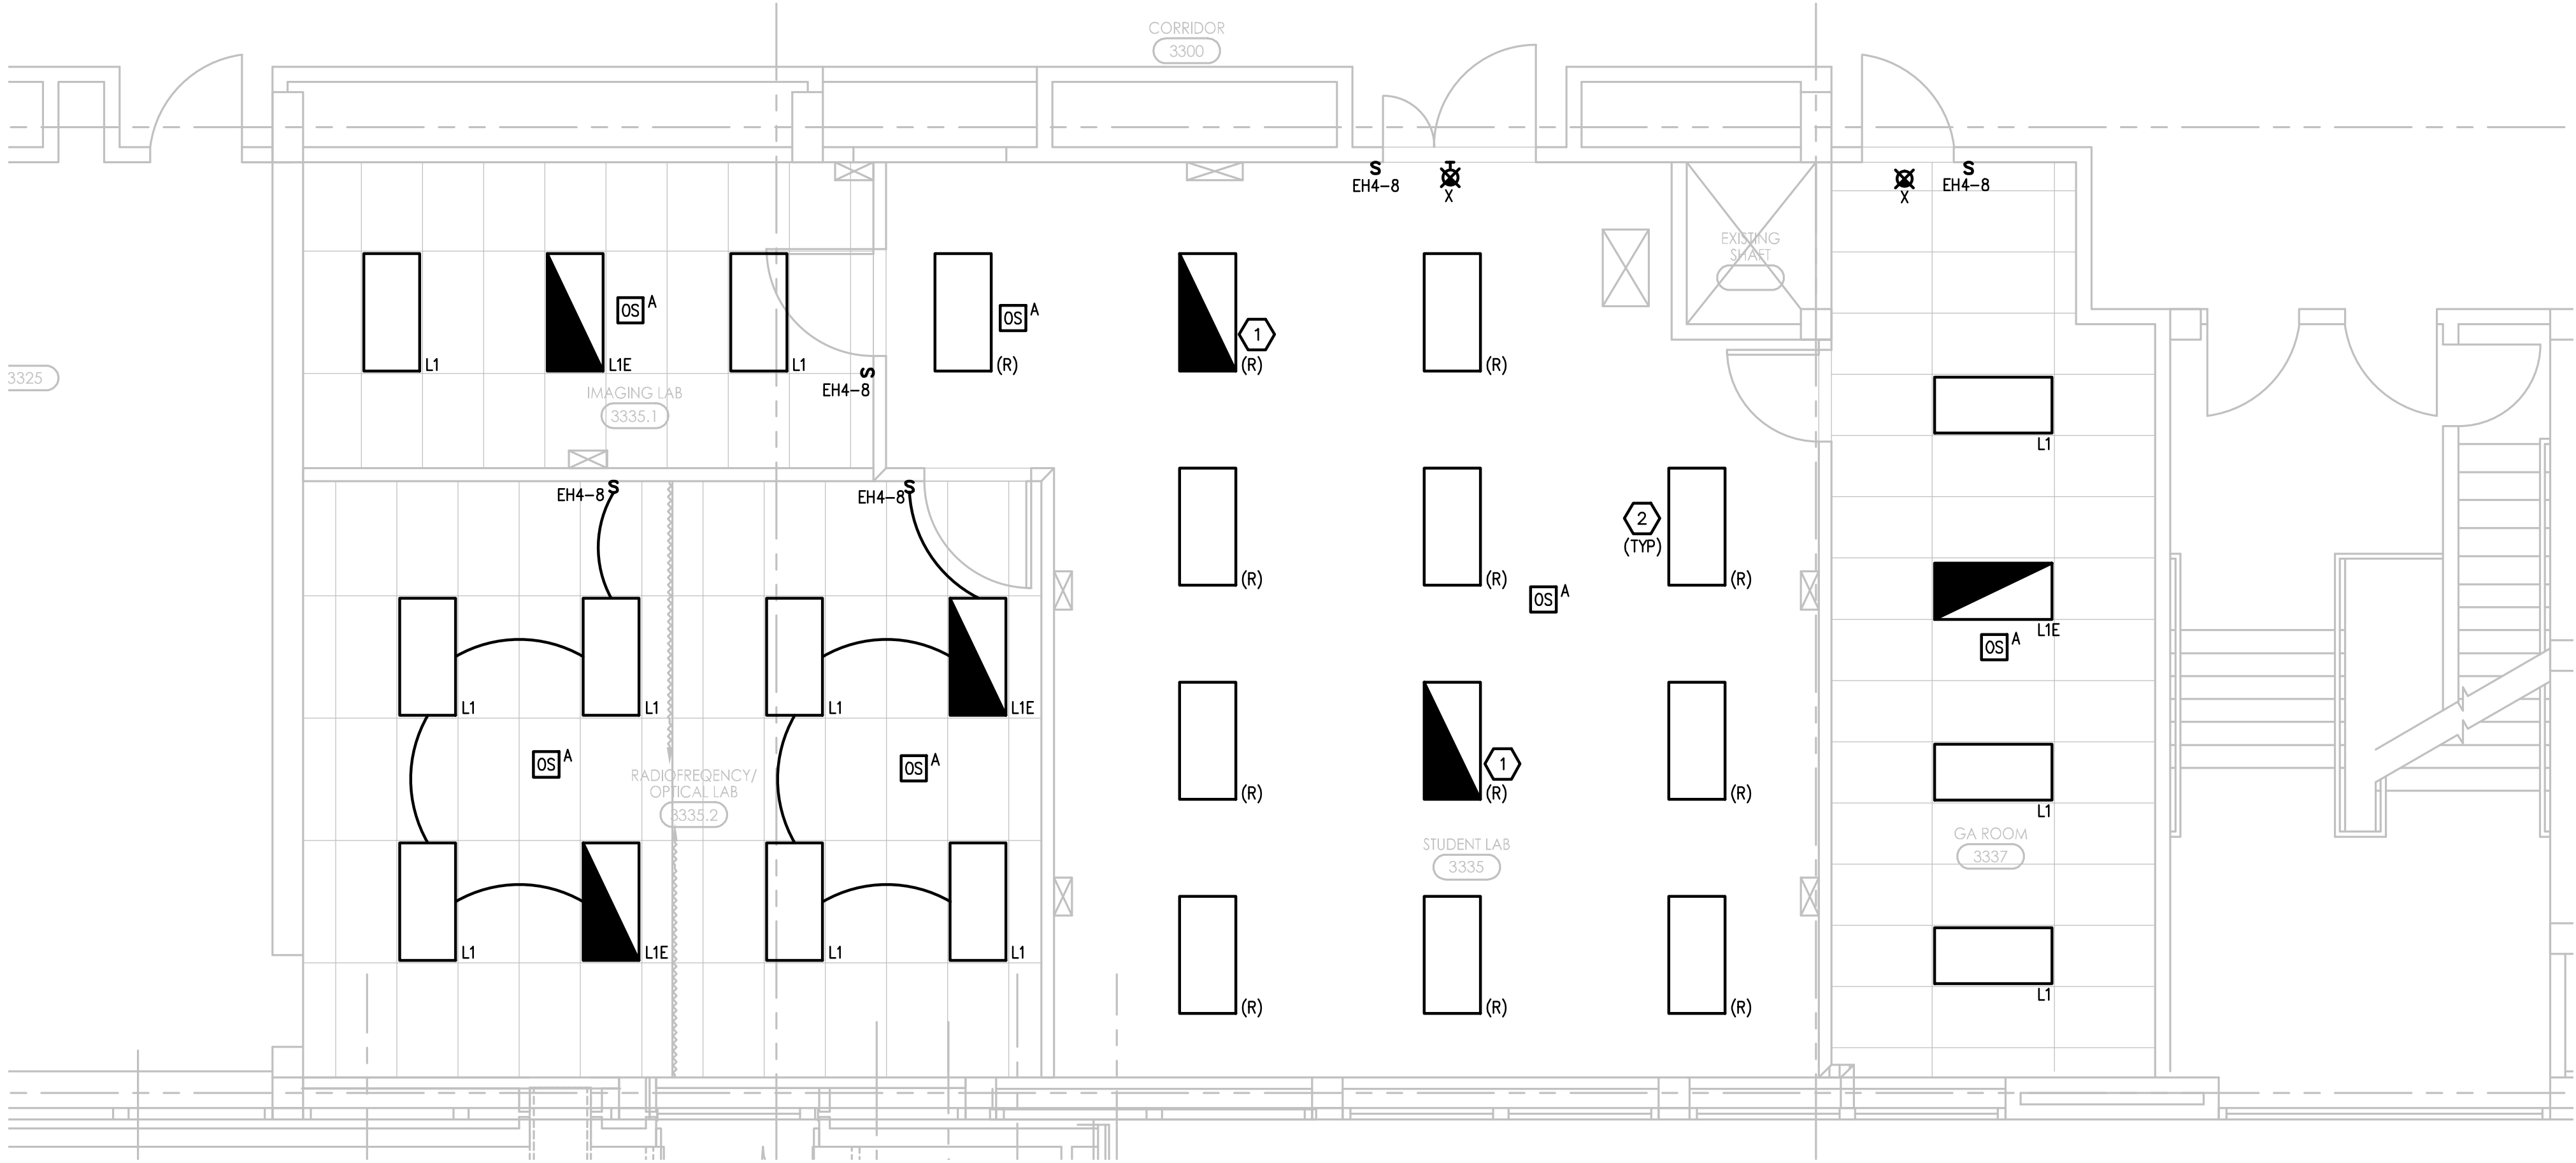 CORRIDOR
3300
S
EH4-8
X
X
S
EH4-8
EXISTING
SHAFT
OS A
L1
L1E
L1
OS A
(R)
1
(R)
(R)
3325
S
EH4-8
IMAGING LAB
3335.1
L1
EH4-8 S
EH4-8 S
2
(TYP)
(R)
(R)
(R)
OS A
L1E
OS A
L1
L1
L1
L1E
OS A
OS A
RADIOFREQENCY/
OPTICAL LAB
3335.2
1
(R)
(R)
(R)
L1
STUDENT LAB
3335
GA ROOM
3337
L1
L1E
L1
L1
(R)
(R)
(R)
L1